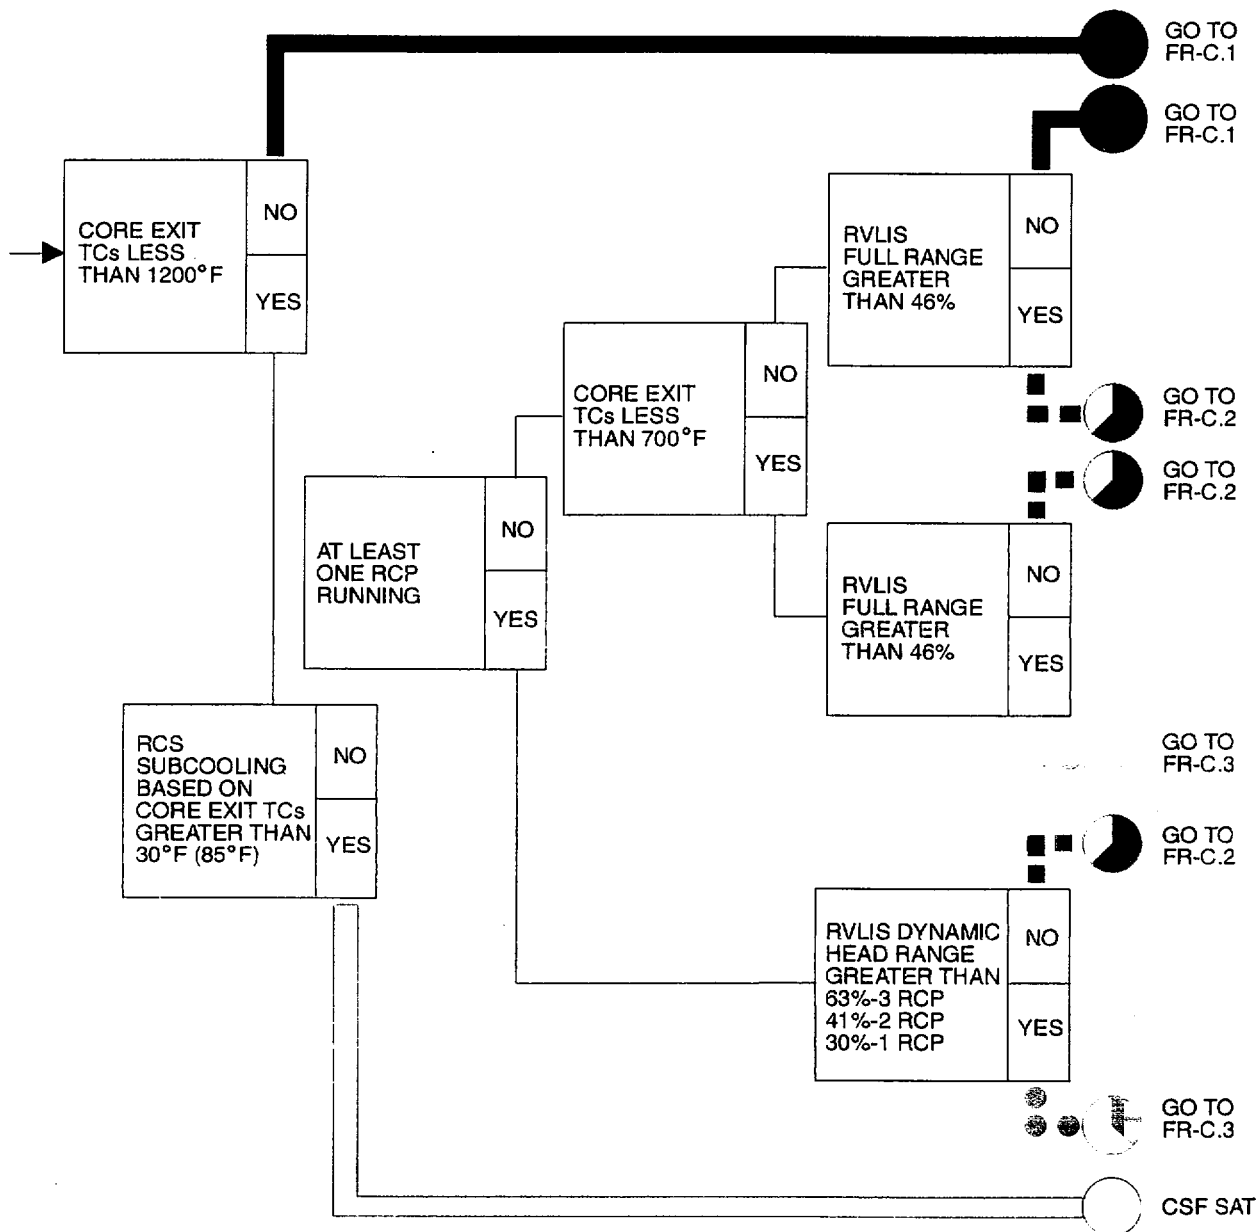 GO TO
FR-C.1
GO TO
FR-C.1
CORE EXIT
TCs LESS
THAN 1200°F
NO
YES
RVLIS
FULL RANGE
GREATER
THAN 46%
NO
YES
CORE EXIT
TCs LESS
THAN 700°F
NO
YES
GO TO
FR-C.2
GO TO
FR-C.2
AT LEAST
ONE RCP
RUNNING
NO
YES
RVLIS
FULL RANGE
GREATER
THAN 46%
NO
YES
RCS
SUBCOOLING
BASED ON
CORE EXIT TCs
GREATER THAN
30°F (85°F)
NO
YES
GO TO
FR-C.3
GO TO
FR-C.2
RVLIS DYNAMIC
HEAD RANGE
GREATER THAN
63%-3 RCP
41%-2 RCP
30%-1 RCP
NO
YES
GO TO
FR-C.3
CSF SAT